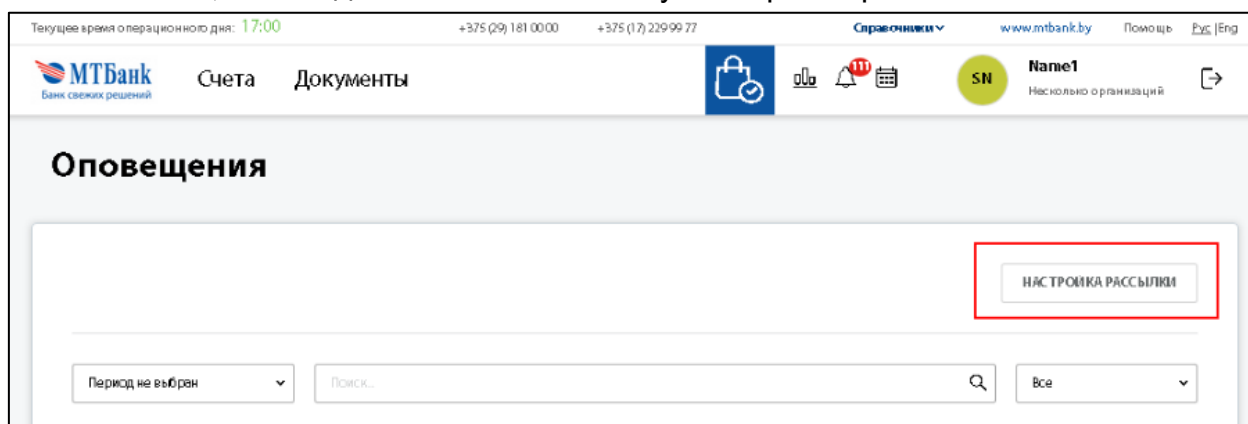 Текущее время операционного дня: 17:00 +375 (29) 181 00 00 +375 (17) 229 99 77 Справочники www.mtbank.by Помощь Рус |Eng
МТБанк
Банк свежих решений
Счета Документы
111
SN
Name1
Несколько организаций
Оповещения
НАСТРОЙКА РАССЫЛКИ
Период не выбран Поиск... Все